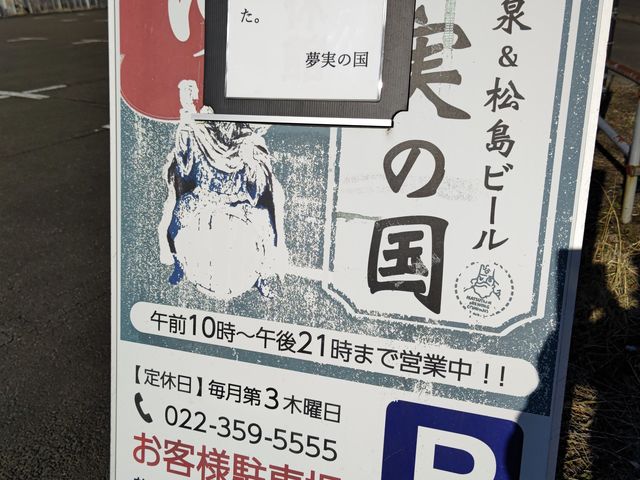 た。
夢実の国
泉&松島ビール
実の国
午前10時〜午後21時まで営業中!!
【定休日】毎月第3木曜日
022-359-5555
お客様駐車場
P